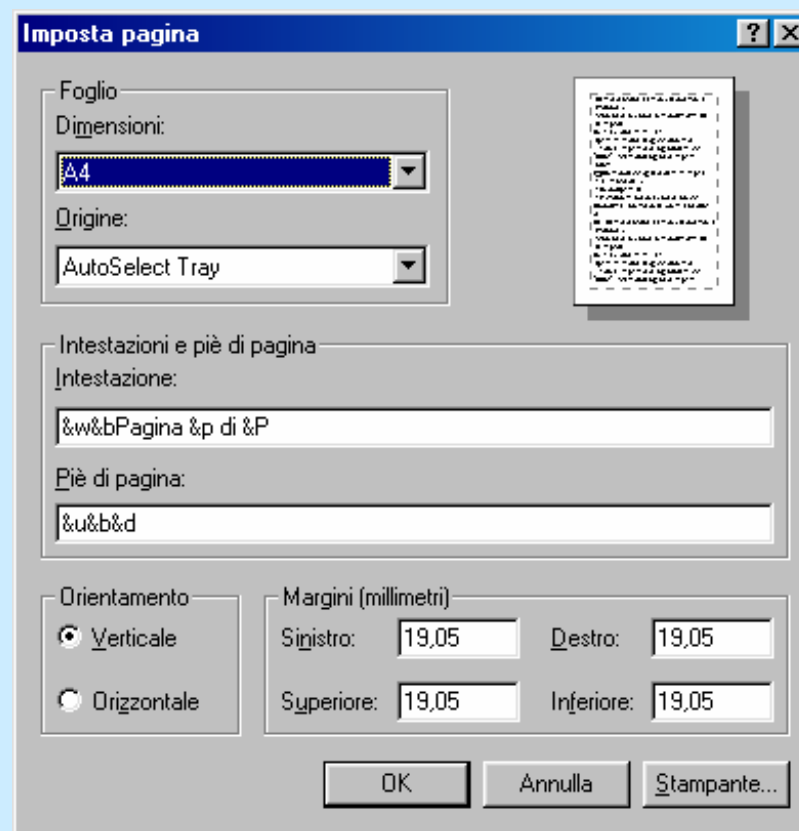 Imposta pagina
Foglio
Dimensioni:
A4
Origine:
AutoSelect Tray
Intestazioni e piè di pagina
Intestazione:
&w&bPagina &p di &P
Piè di pagina:
&u&b&d
Orientamento
Verticale
Orizzontale
Margini (millimetri)
Sinistro: 19,05 Destro: 19,05
Superiore: 19,05 Inferiore: 19,05
OK Annulla Stampante...